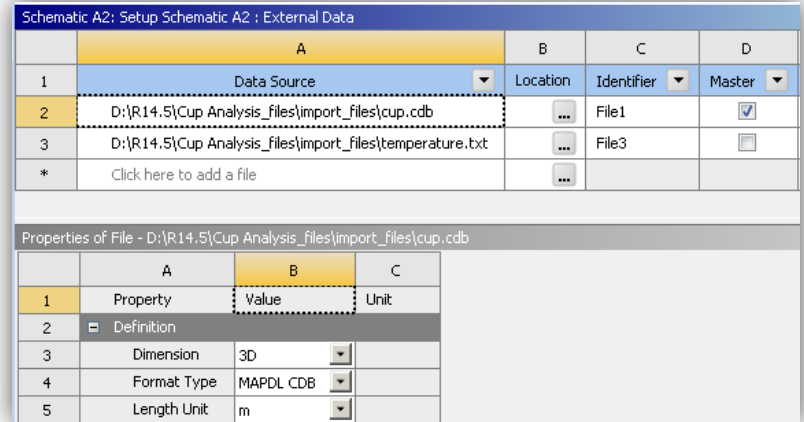 Schematic A2: Setup Schematic A2 : External Data
A B C D
1 Data Source Location Identifier Master
2 D:\R14.5\Cup Analysis_files\import_files\cup.cdb ... File1
3 D:\R14.5\Cup Analysis_files\import_files\temperature.txt ... File3
* Click here to add a file ...
Properties of File - D:\R14.5\Cup Analysis_files\import_files\cup.cdb
A B C
1 Property Value Unit
2 Definition
3 Dimension 3D
4 Format Type MAPDL CDB
5 Length Unit m